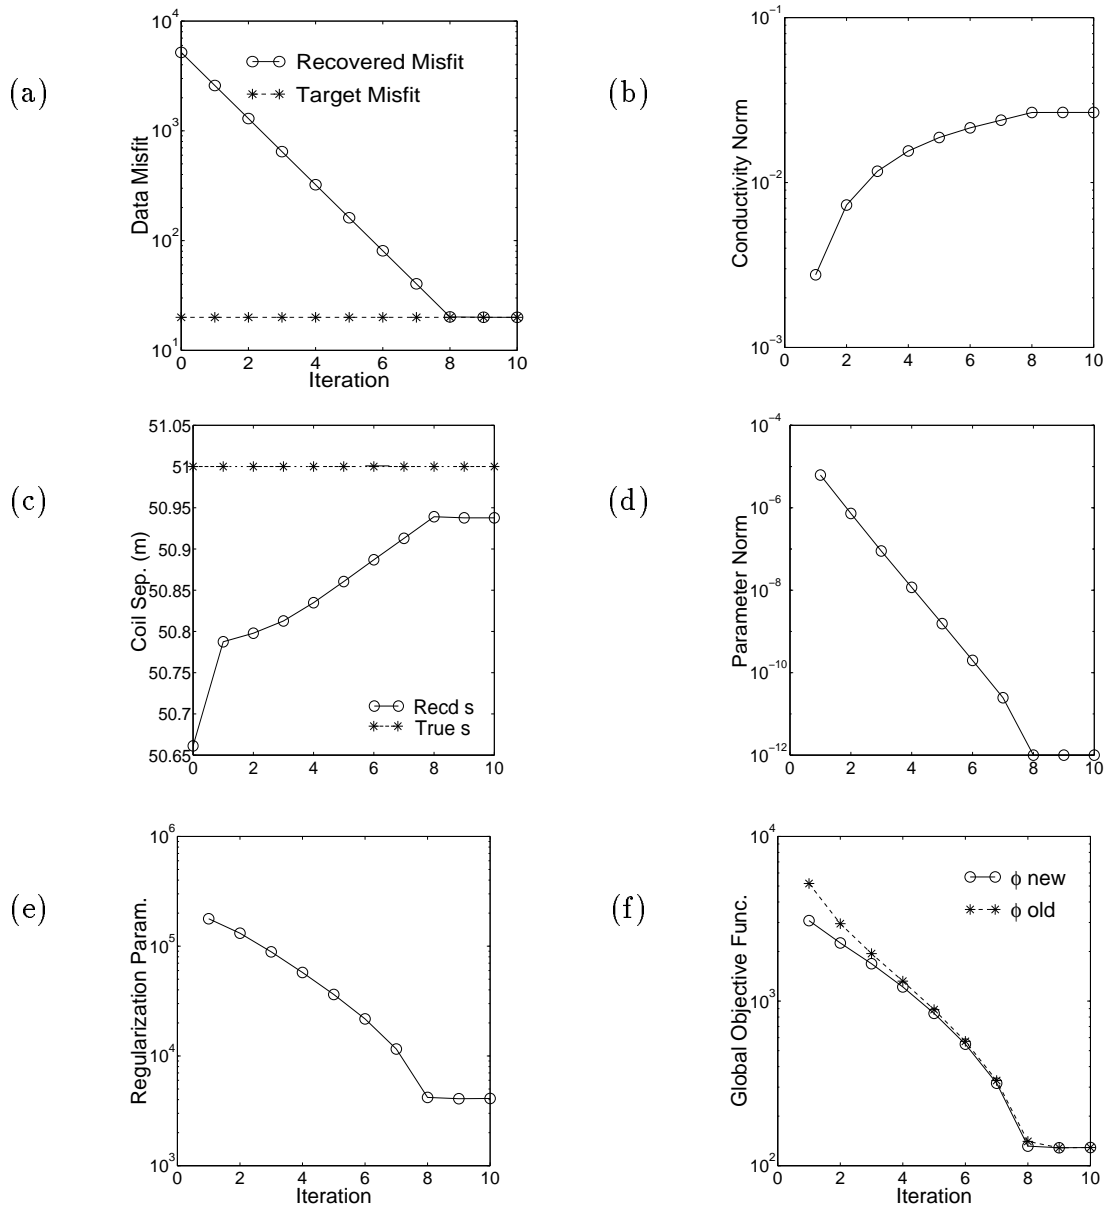 (a)
10^4
10^3
10^2
10^1
Data Misfit
Recovered Misfit
Target Misfit
0 2 4 6 8 10
Iteration
(b)
10^-1
10^-2
10^-3
Conductivity Norm
0 2 4 6 8 10
(c)
51.05
51
50.95
50.9
50.85
50.8
50.75
50.7
50.65
Coil Sep. (m)
Recd s
True s
0 2 4 6 8 10
(d)
10^-4
10^-6
10^-8
10^-10
10^-12
Parameter Norm
0 2 4 6 8 10
(e)
10^6
10^5
10^4
10^3
Regularization Param.
0 2 4 6 8 10
Iteration
(f)
10^4
10^3
10^2
Global Objective Func.
ϕ new
ϕ old
0 2 4 6 8 10
Iteration